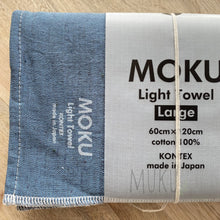 MOKU
Light Towel
Large
60cm×120cm
cotton 100%
KONTEX
made in Japan
MOKU
MOKU
Light Towel
KONTEX
made in Japan